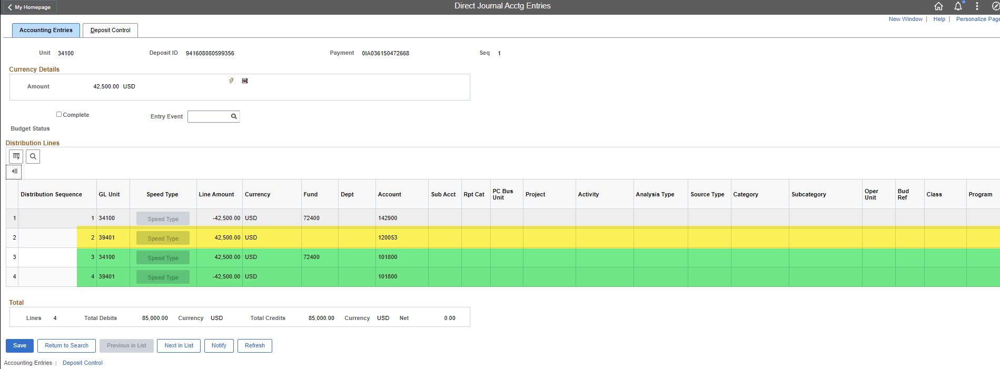 My Homepage Direct Journal Acctg Entries
New Window | Help | Personalize Page
Accounting Entries Deposit Control
Unit 34100 Deposit ID 941608080599356 Payment 0IA036150472668 Seq 1
Currency Details
Amount 42,500.00 USD
Complete Entry Event
Budget Status
Distribution Lines
Distribution Sequence GL Unit Speed Type Line Amount Currency Fund Dept Account Sub Acct Rpt Cat PC Bus Unit Project Activity Analysis Type Source Type Category Subcategory Oper Unit Bud Ref Class Program
1 1 34100 Speed Type -42,500.00 USD 72400 142900
2 2 39401 Speed Type 42,500.00 USD 120053
3 3 34100 Speed Type 42,500.00 USD 72400 101800
4 4 39401 Speed Type -42,500.00 USD 101800
Total
Lines 4 Total Debits 85,000.00 Currency USD Total Credits 85,000.00 Currency USD Net 0.00
Save Return to Search Previous in List Next in List Notify Refresh
Accounting Entries | Deposit Control